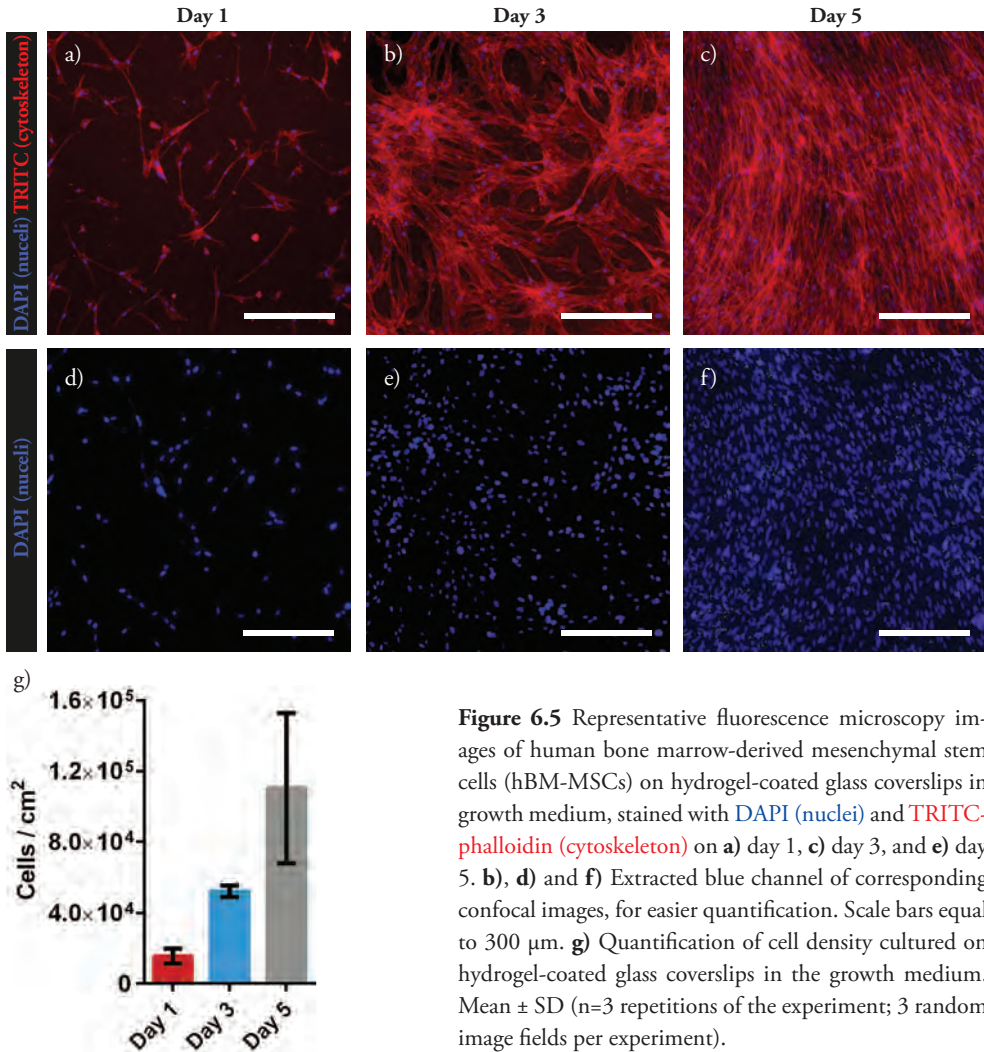 Day 1
Day 3
Day 5
DAPI (nuceli) TRITC (cytoskeleton)
a)
b)
c)
DAPI (nuceli)
d)
e)
f)
g)
Cells / cm²
1.6×10⁵
1.2×10⁵
8.0×10⁴
4.0×10⁴
0
Day 1
Day 3
Day 5
Figure 6.5 Representative fluorescence microscopy im-
ages of human bone marrow-derived mesenchymal stem
cells (hBM-MSCs) on hydrogel-coated glass coverslips in
growth medium, stained with DAPI (nuclei) and TRITC-
phalloidin (cytoskeleton) on a) day 1, c) day 3, and e) day
5. b), d) and f) Extracted blue channel of corresponding
confocal images, for easier quantification. Scale bars equal
to 300 μm. g) Quantification of cell density cultured on
hydrogel-coated glass coverslips in the growth medium.
Mean ± SD (n=3 repetitions of the experiment; 3 random
image fields per experiment).